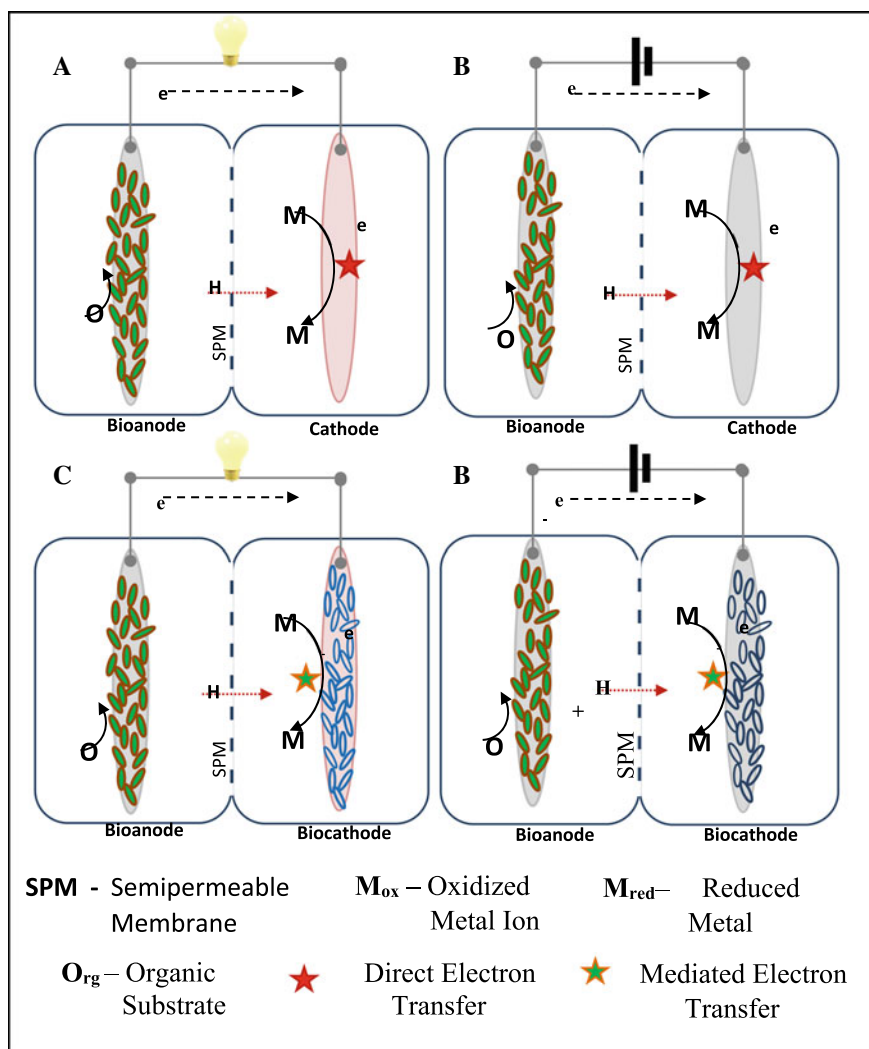 A
B
e
e
M
e
M
e
H
H
O
O
M
M
SPM
SPM
Bioanode
Cathode
Bioanode
Cathode
C
B
e
e
-
M
e
M
e
H
+
H
O
M
O
M
SPM
SPM
Bioanode
Biocathode
Bioanode
Biocathode
SPM - Semipermeable
Membrane
Mox – Oxidized
Metal Ion
Mred– Reduced
Metal
Org – Organic
Substrate
Direct Electron
Transfer
Mediated Electron
Transfer